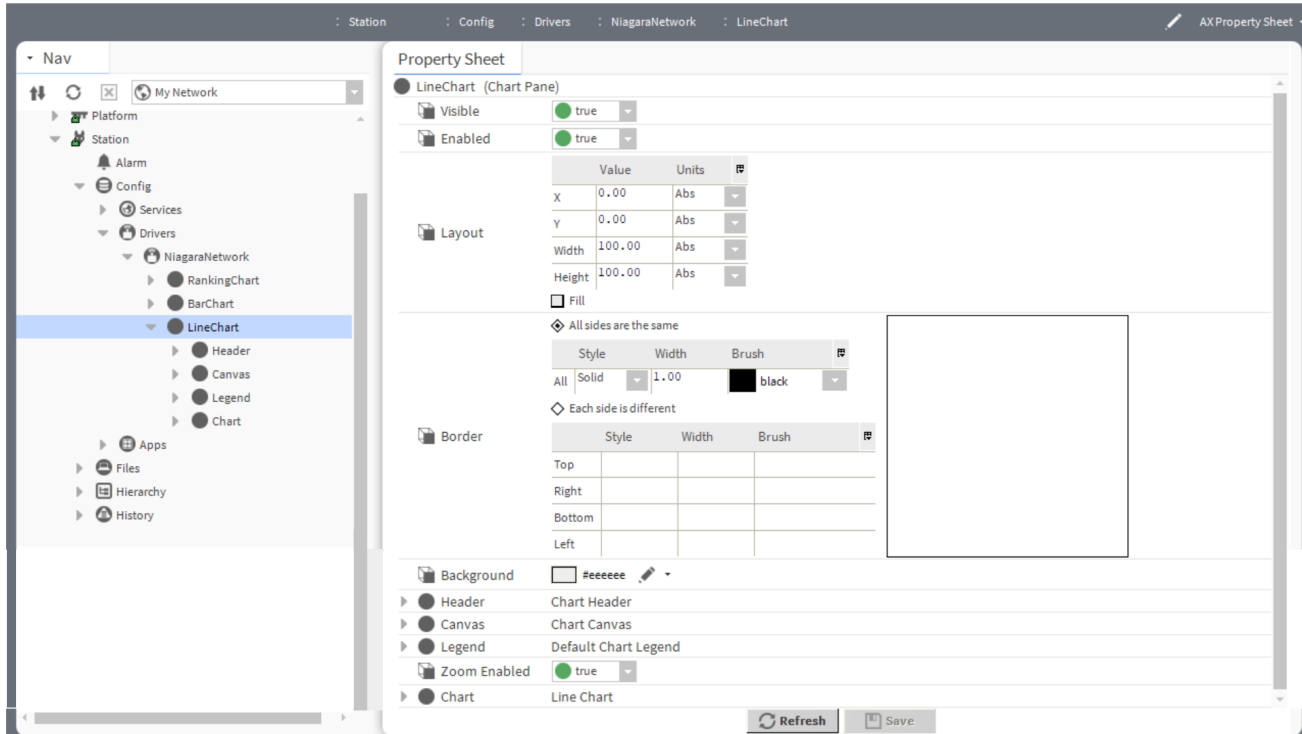 : Station : Config : Drivers : NiagaraNetwork : LineChart AX Property Sheet
Nav
My Network
Platform
Station
Alarm
Config
Services
Drivers
NiagaraNetwork
RankingChart
BarChart
LineChart
Header
Canvas
Legend
Chart
Apps
Files
Hierarchy
History
Property Sheet
LineChart (Chart Pane)
Visible true
Enabled true
Layout
Value Units
X 0.00 Abs
Y 0.00 Abs
Width 100.00 Abs
Height 100.00 Abs
Fill
Border
All sides are the same
Style Width Brush
All Solid 1.00 black
Each side is different
Style Width Brush
Top
Right
Bottom
Left
Background #eeeeee
Header Chart Header
Canvas Chart Canvas
Legend Default Chart Legend
Zoom Enabled true
Chart Line Chart
Refresh Save